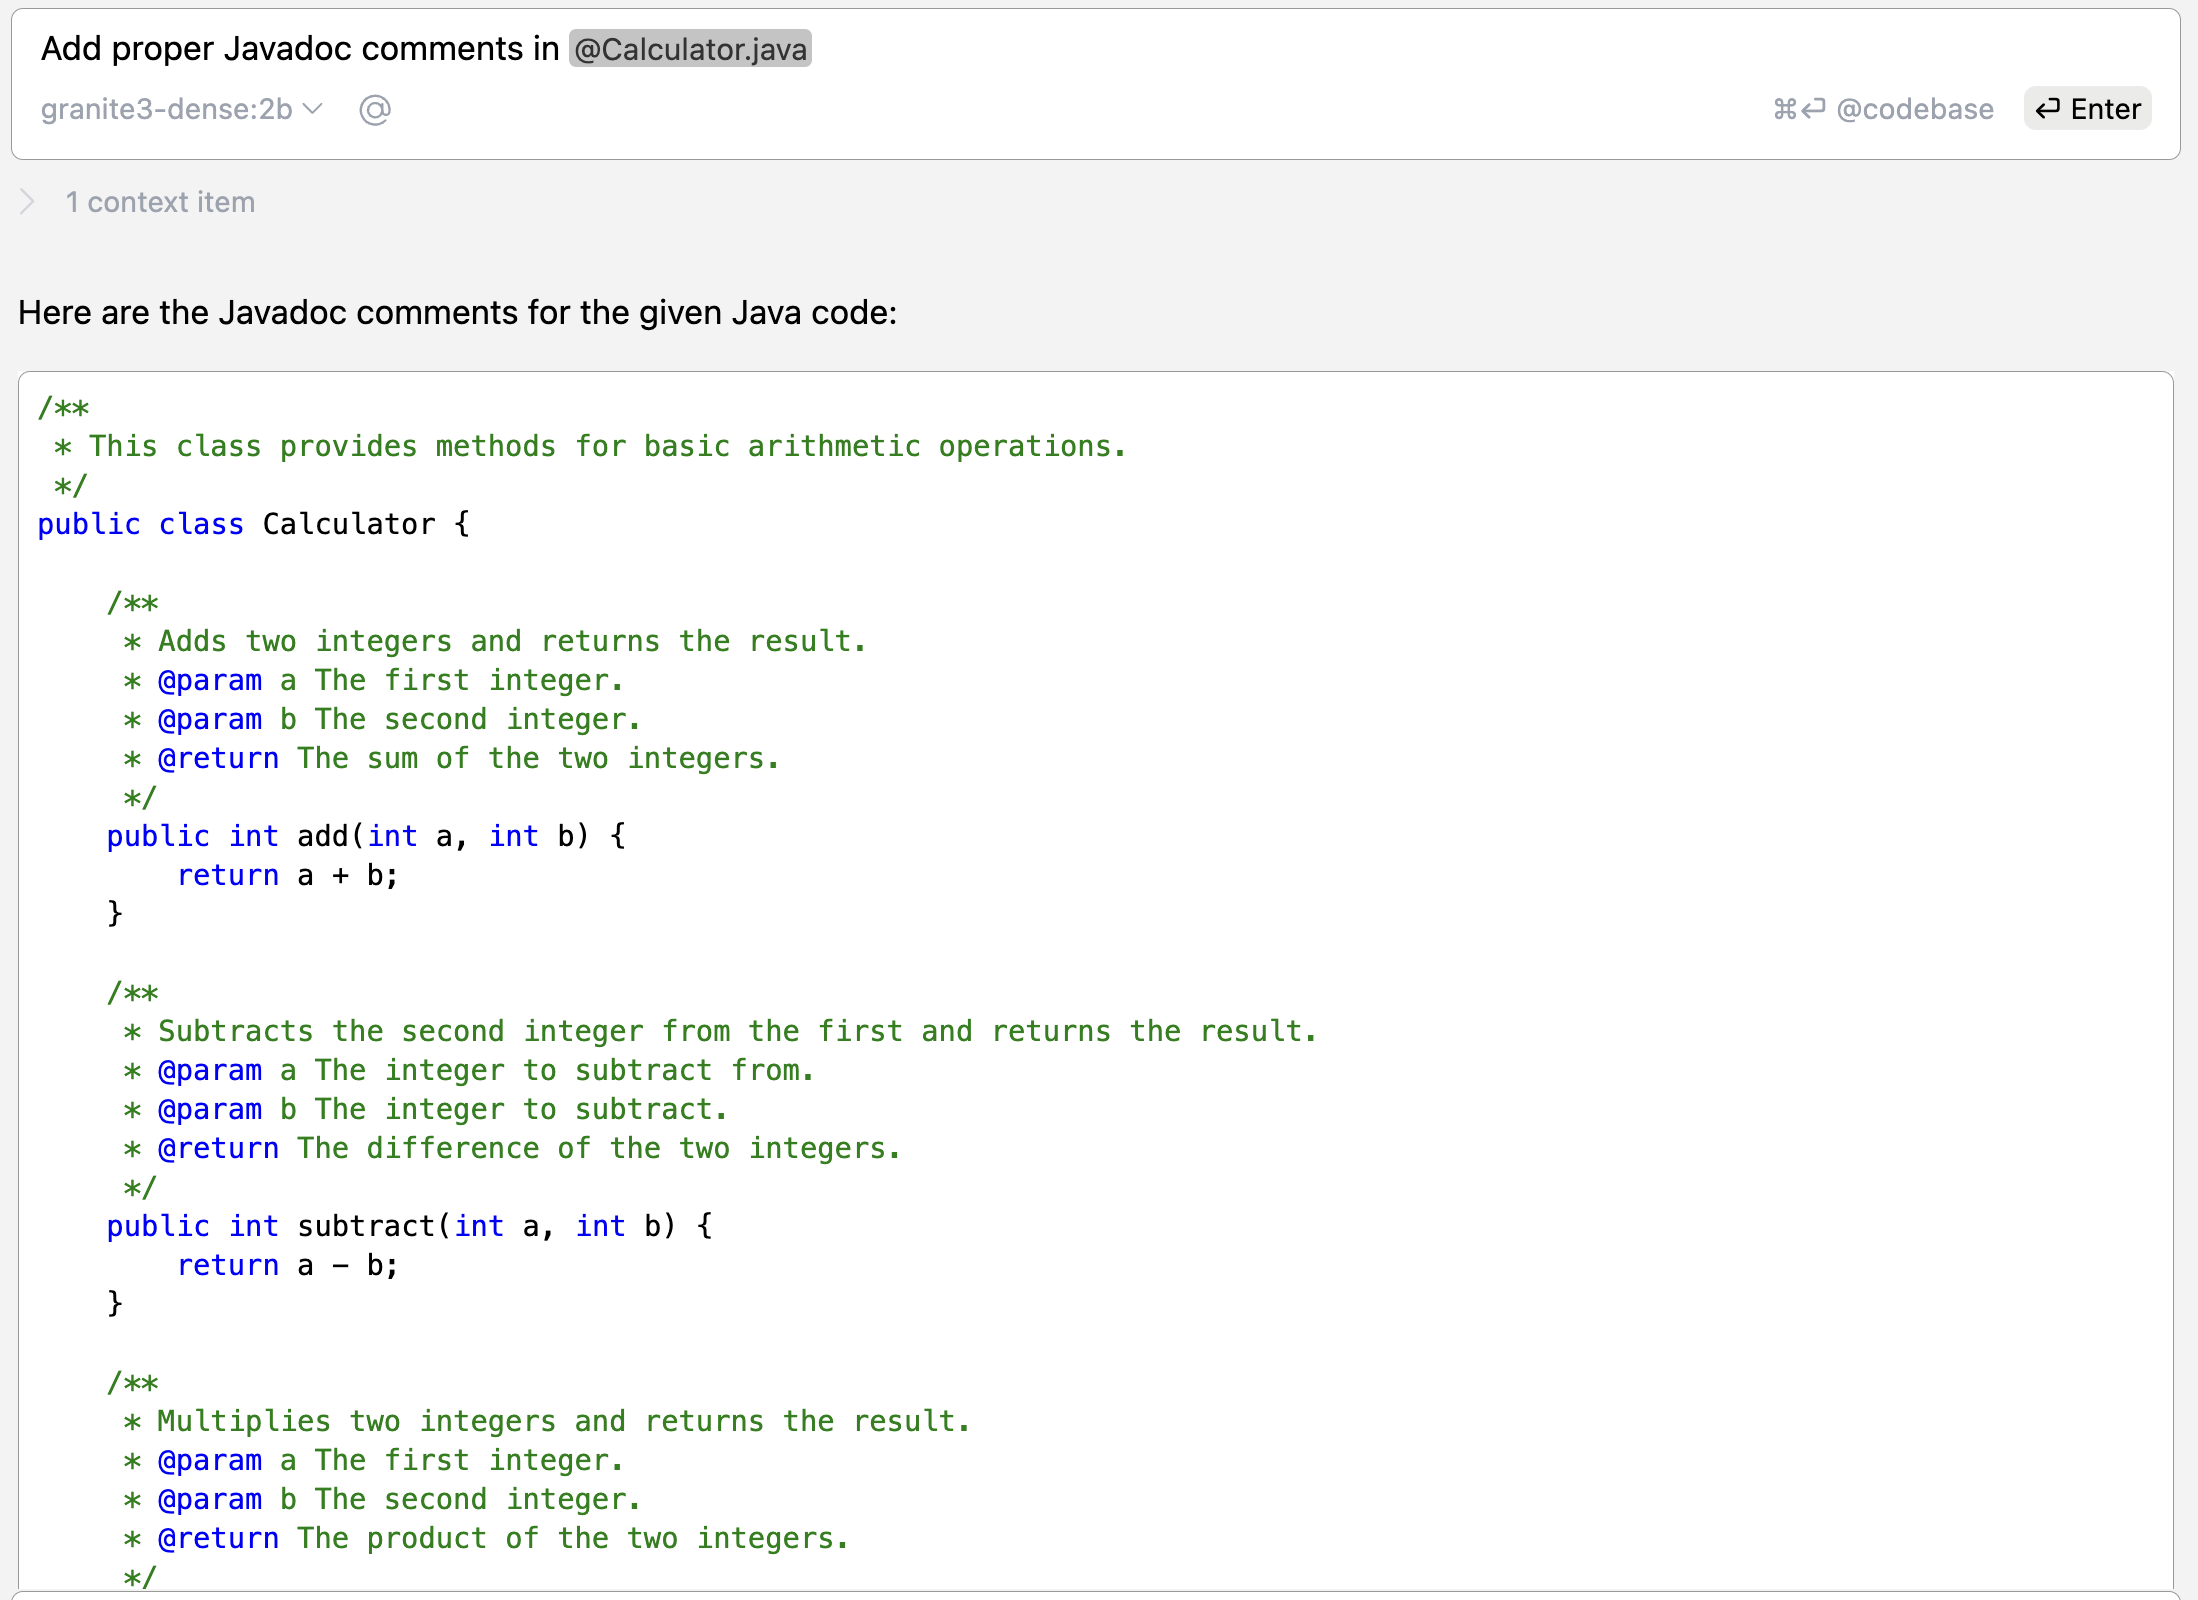 Add proper Javadoc comments in @Calculator.java
granite3-dense:2b @ ⌘⏎ @codebase ⏎ Enter
1 context item
Here are the Javadoc comments for the given Java code:
/**
 * This class provides methods for basic arithmetic operations.
 */
public class Calculator {
    /**
     * Adds two integers and returns the result.
     * @param a The first integer.
     * @param b The second integer.
     * @return The sum of the two integers.
     */
    public int add(int a, int b) {
        return a + b;
    }
    /**
     * Subtracts the second integer from the first and returns the result.
     * @param a The integer to subtract from.
     * @param b The integer to subtract.
     * @return The difference of the two integers.
     */
    public int subtract(int a, int b) {
        return a - b;
    }
    /**
     * Multiplies two integers and returns the result.
     * @param a The first integer.
     * @param b The second integer.
     * @return The product of the two integers.
     */